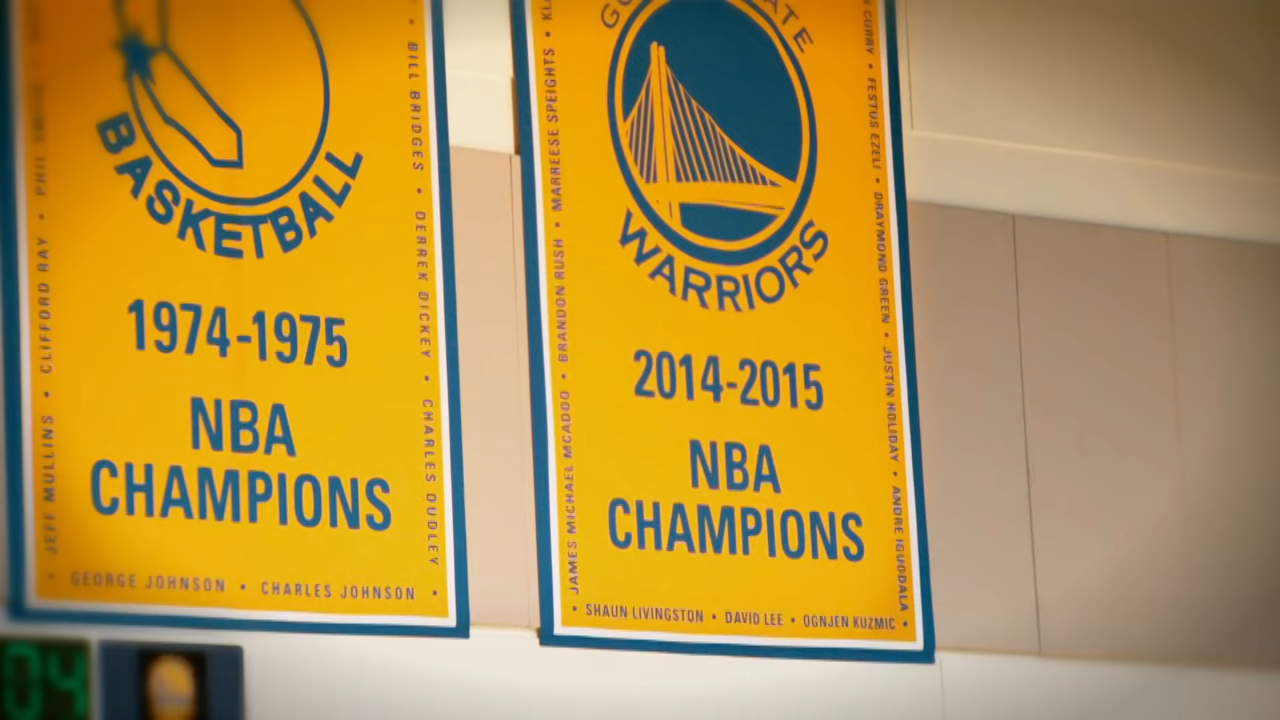 BASKETBALL
1974-1975
NBA
CHAMPIONS
JEFF MULLINS • CLIFFORD RAY • PHIL SMITH
• BILL BRIDGES • DERREK DICKEY • CHARLES DUDLEY
• GEORGE JOHNSON • CHARLES JOHNSON •
WARRIORS
2014-2015
NBA
CHAMPIONS
JAMES MICHAEL MCADOO • BRANDON RUSH • MARREESE SPEIGHTS •
CURRY • FESTUS EZELI • DRAYMOND GREEN • JUSTIN HOLIDAY • ANDRE IGUODALA
• SHAUN LIVINGSTON • DAVID LEE • OGNJEN KUZMIC •
04